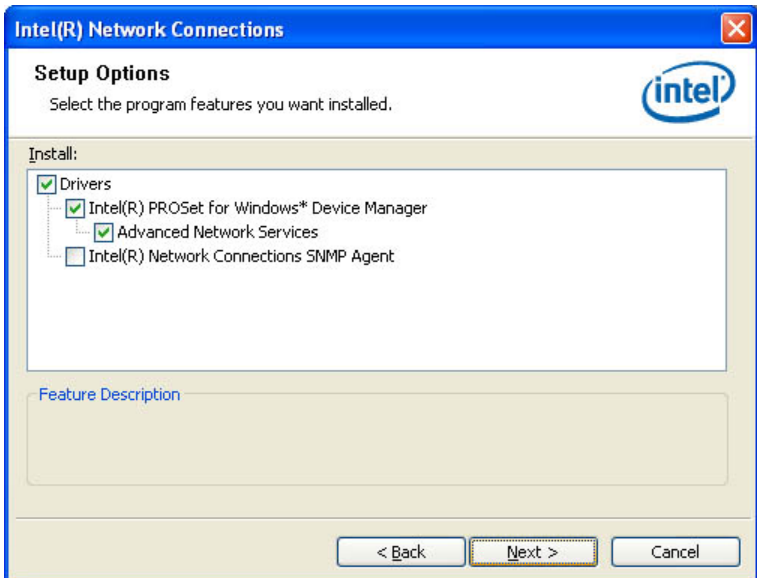 Intel(R) Network Connections
Setup Options
Select the program features you want installed.
intel
Install:
Drivers
Intel(R) PROSet for Windows* Device Manager
Advanced Network Services
Intel(R) Network Connections SNMP Agent
Feature Description
< Back
Next >
Cancel